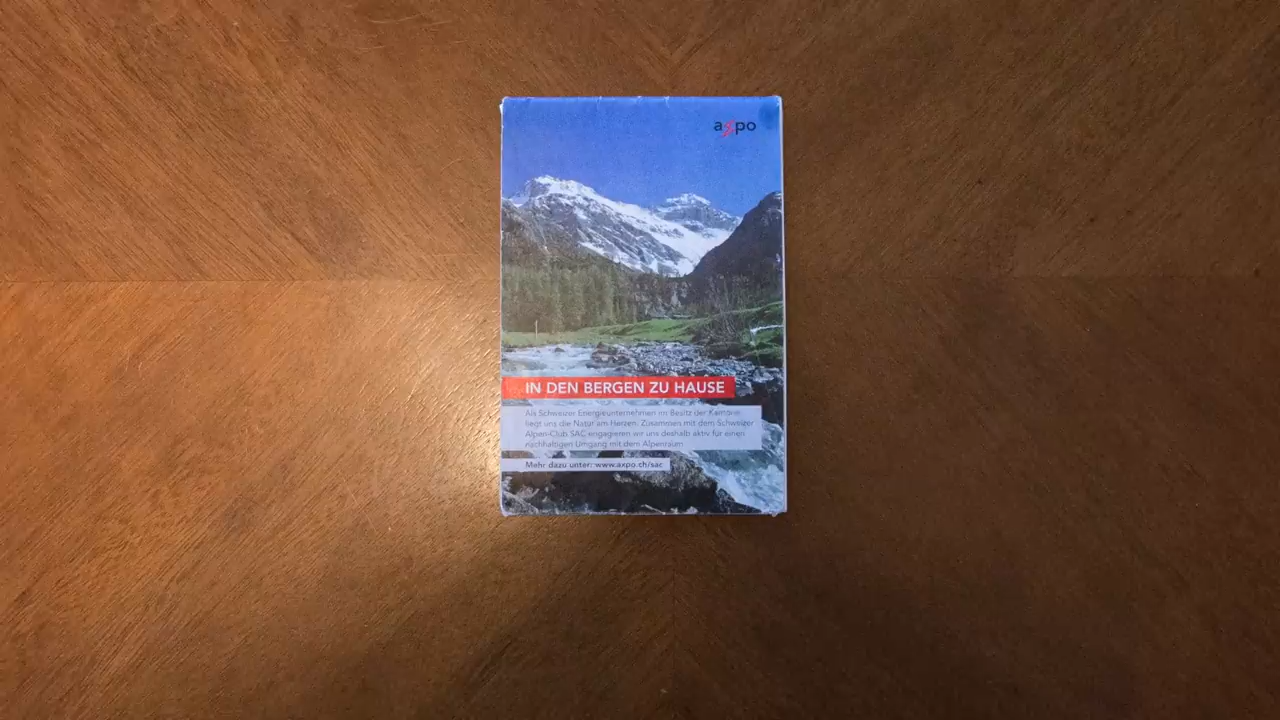 axpo
IN DEN BERGEN ZU HAUSE
Als Schweizer Energieunternehmen im Besitz der Kantone
liegt uns die Natur am Herzen. Zusammen mit dem Schweizer
Alpen-Club SAC engagieren wir uns deshalb aktiv für einen
nachhaltigen Umgang mit dem Alpenraum.
Mehr dazu unter: www.axpo.ch/sac